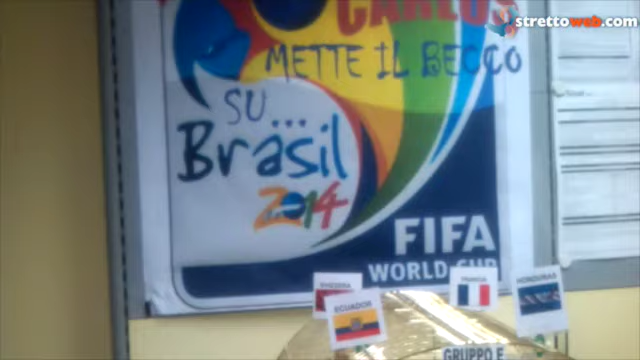 strettoweb.com
CARLOS
METTE IL BECCO
SU...
Brasil
2014
FIFA
WORLD CUP
SVIZZERA
FRANCIA
HONDURAS
ECUADOR
GRUPPO E